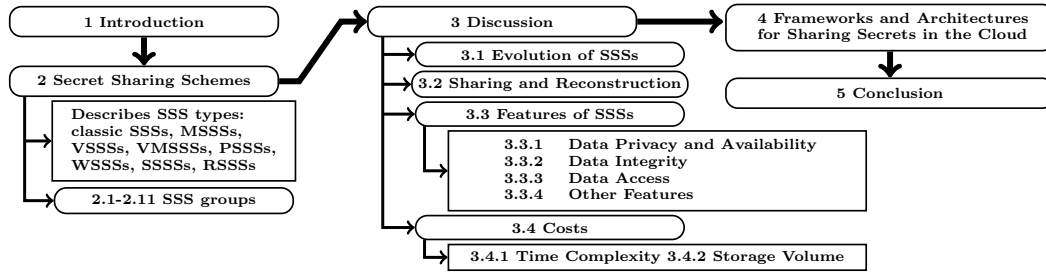 1 Introduction
2 Secret Sharing Schemes
Describes SSS types:
classic SSSs, MSSSs,
VSSSs, VMSSSs, PSSSs,
WSSSs, SSSSs, RSSSs
2.1-2.11 SSS groups
3 Discussion
3.1 Evolution of SSSs
3.2 Sharing and Reconstruction
3.3 Features of SSSs
3.3.1 Data Privacy and Availability
3.3.2 Data Integrity
3.3.3 Data Access
3.3.4 Other Features
3.4 Costs
3.4.1 Time Complexity 3.4.2 Storage Volume
4 Frameworks and Architectures
for Sharing Secrets in the Cloud
5 Conclusion